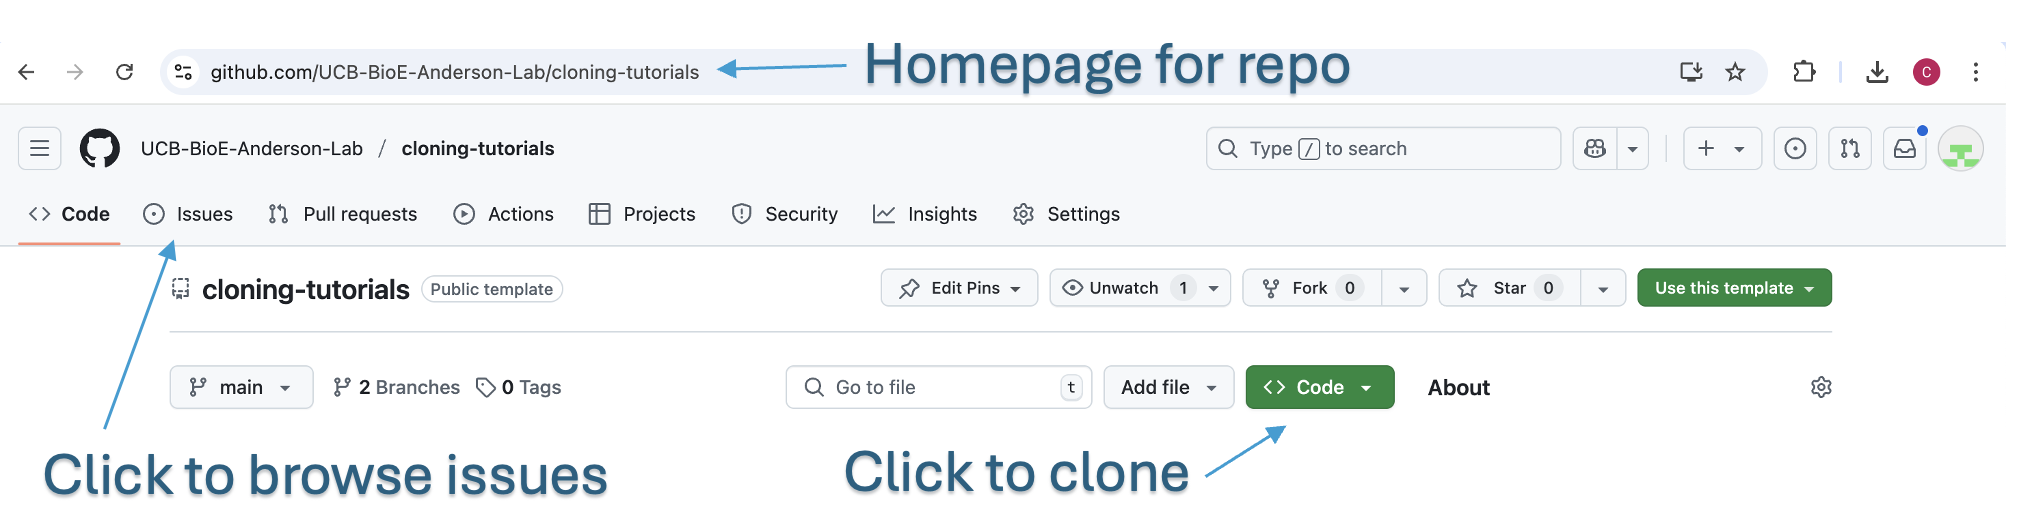 github.com/UCB-BioE-Anderson-Lab/cloning-tutorials
Homepage for repo
C
UCB-BioE-Anderson-Lab / cloning-tutorials
Type / to search
Code Issues Pull requests Actions Projects Security Insights Settings
cloning-tutorials Public template
Edit Pins Unwatch 1 Fork 0 Star 0 Use this template
main 2 Branches 0 Tags Go to file t Add file Code About
Click to browse issues
Click to clone